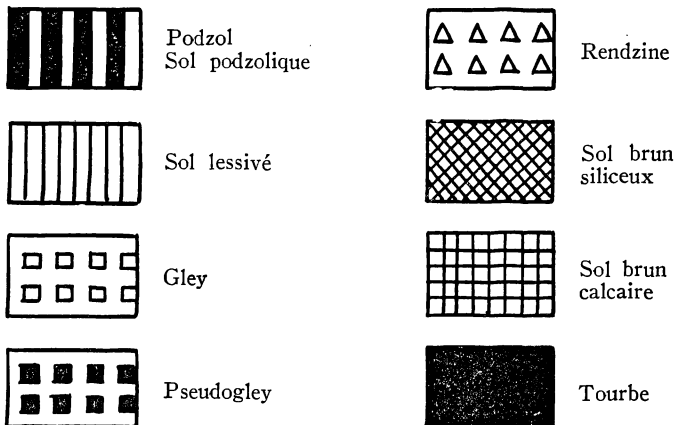 Podzol
Sol podzolique
Sol lessivé
Gley
Pseudogley
Rendzine
Sol brun
siliceux
Sol brun
calcaire
Tourbe